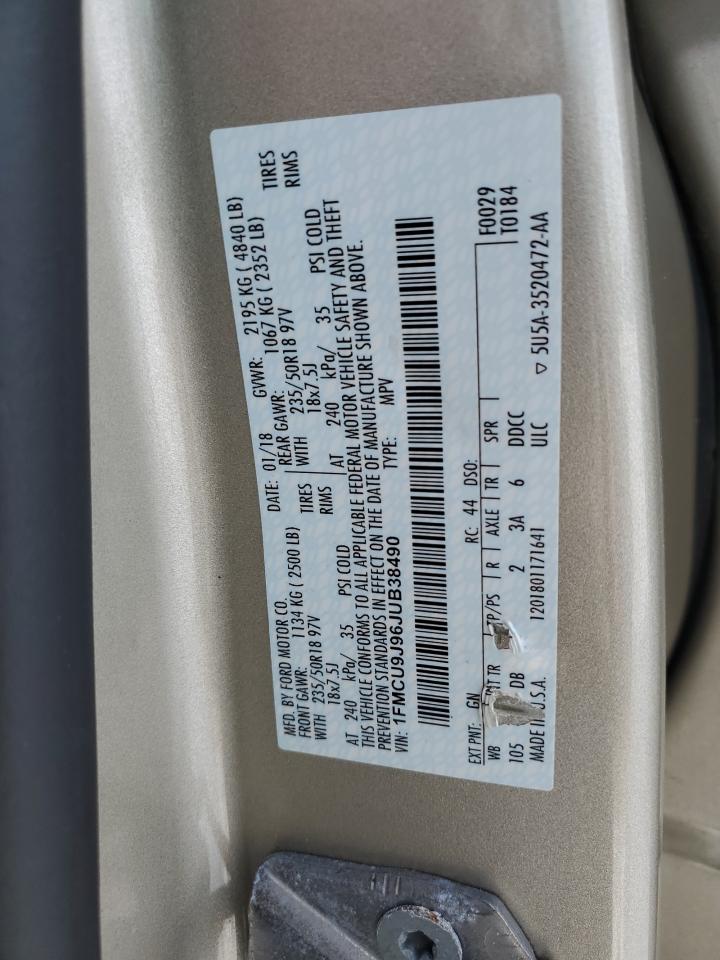 MFD. BY FORD MOTOR CO.
DATE: 01/18 GVWR: 2195 KG ( 4840 LB)
FRONT GAWR: 1134 KG ( 2500 LB) REAR GAWR: 1067 KG ( 2352 LB)
WITH 235/50R18 97V TIRES WITH 235/50R18 97V TIRES
18x7.5J RIMS 18x7.5J RIMS
AT 240 kPa/ 35 PSI COLD AT 240 kPa/ 35 PSI COLD
THIS VEHICLE CONFORMS TO ALL APPLICABLE FEDERAL MOTOR VEHICLE SAFETY AND THEFT
PREVENTION STANDARDS IN EFFECT ON THE DATE OF MANUFACTURE SHOWN ABOVE.
VIN: 1FMCU9J96JUB38490 TYPE: MPV
EXT PNT: GN RC: 44 DSO: F0029
WB TR TP/PS R AXLE TR SPR T0184
105 DB 2 3A 6 DDCC
MADE U.S.A. 1201801171641 ULC ▽ 5U5A-3520472-AA